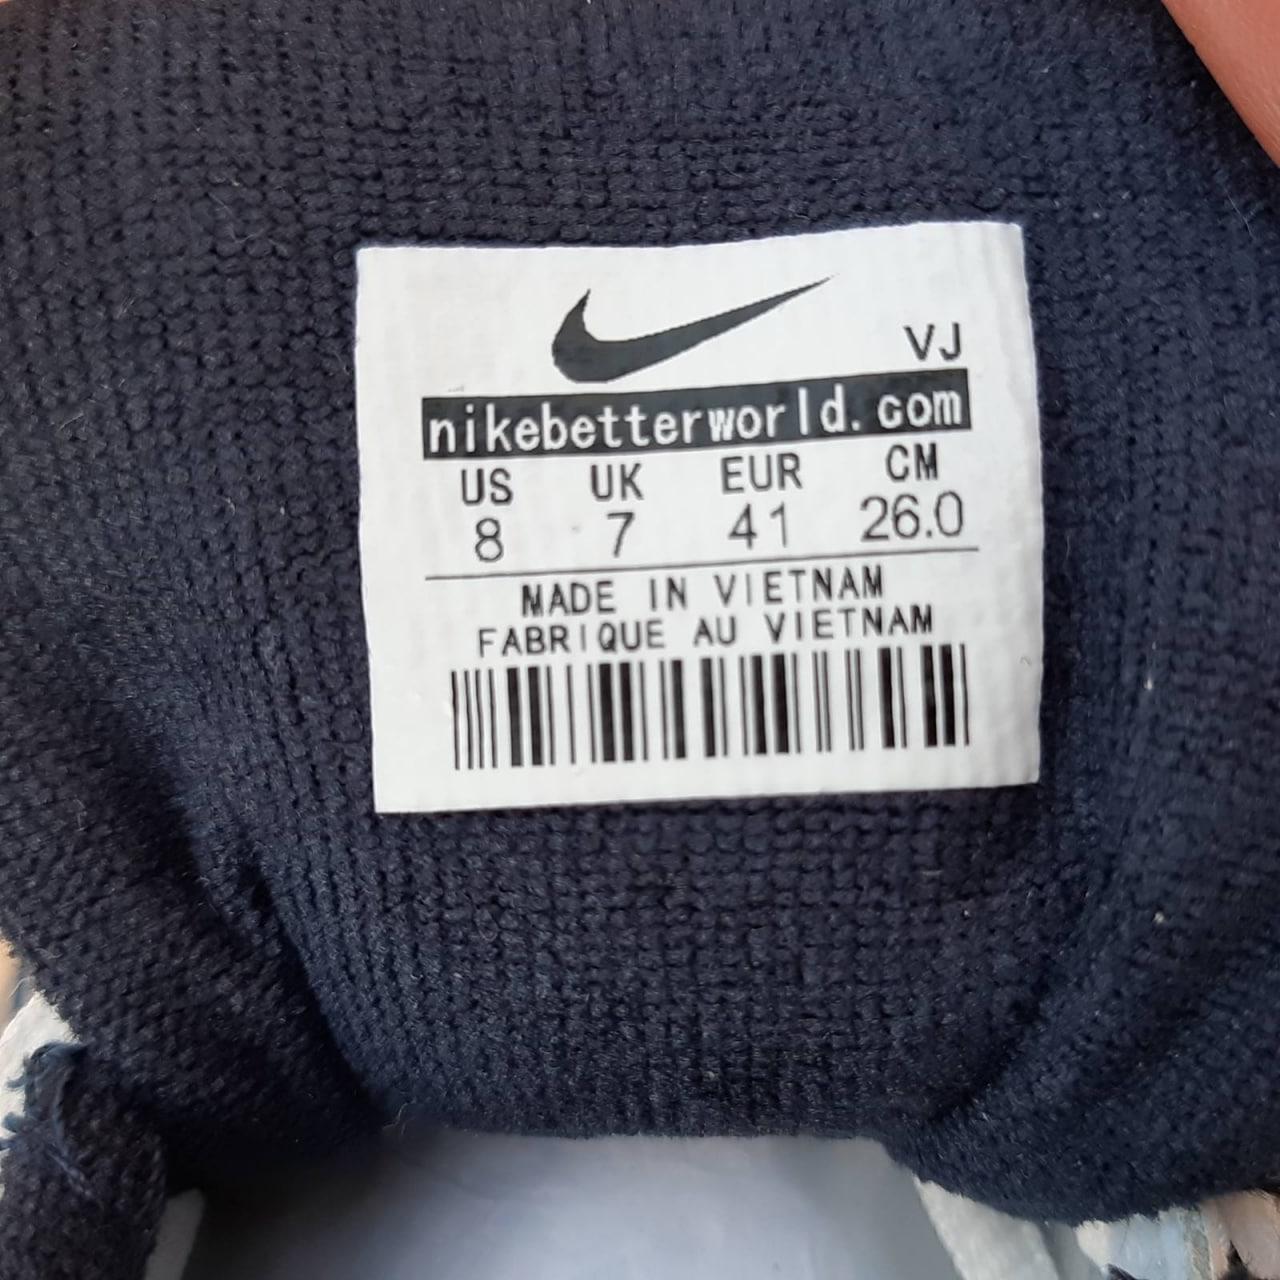 VJ
nikebetterworld.com
US UK EUR CM
8 7 41 26.0
MADE IN VIETNAM
FABRIQUE AU VIETNAM